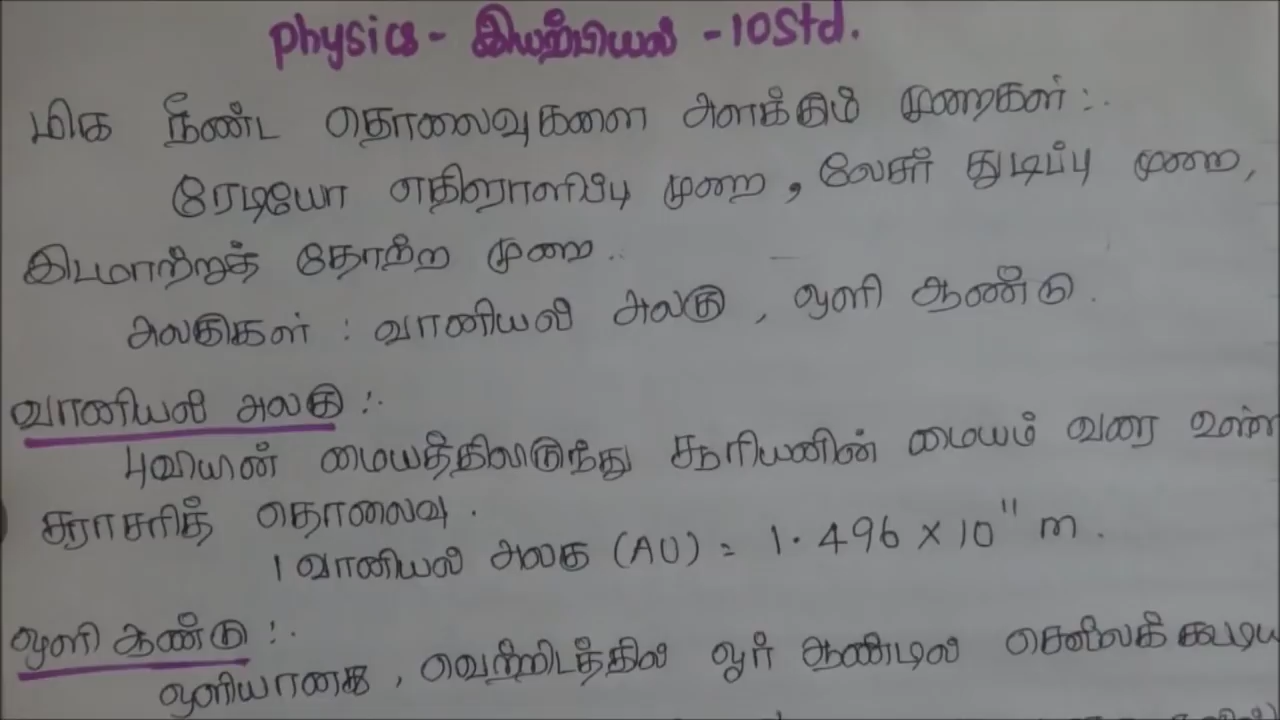 Physics - இயற்பியல் - 10Std.
மிக நீண்ட தொலைவுகளை அளக்கும் முறைகள் :.
ரேடியோ எதிரொளிப்பு முறை, லேசர் துடிப்பு முறை,
இடமாற்றுத் தோற்ற முறை..
அலகுகள் : வானியல் அலகு, ஒளி ஆண்டு.
வானியல் அலகு :.
புவியின் மையத்திலிருந்து சூரியனின் மையம் வரை உள்ள
சராசரித் தொலைவு.
1 வானியல் அலகு (AU) = 1.496 × 10¹¹ m.
ஒளி ஆண்டு :.
ஒளியானது, வெற்றிடத்தில் ஓர் ஆண்டில் செல்லக்கூடிய